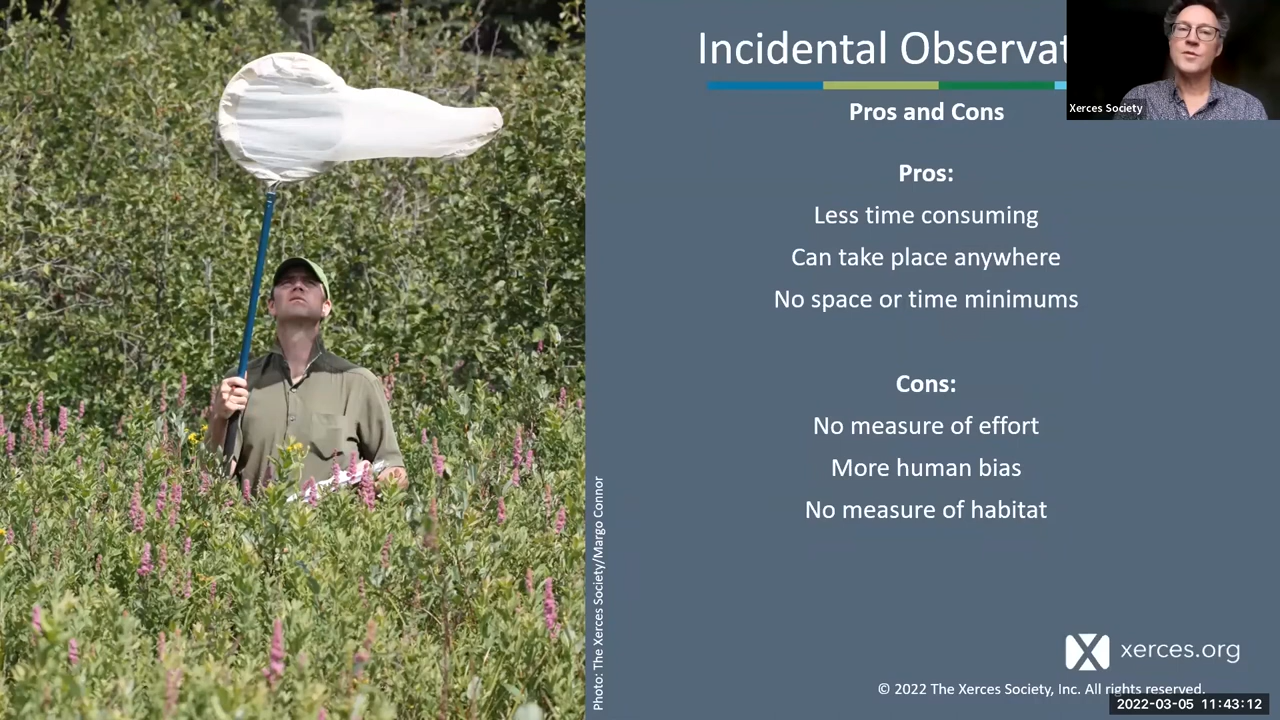 Incidental Observat
Xerces Society
Pros and Cons
Pros:
Less time consuming
Can take place anywhere
No space or time minimums
Cons:
No measure of effort
More human bias
No measure of habitat
Photo: The Xerces Society/Margo Connor
xerces.org
© 2022 The Xerces Society, Inc. All rights reserved.
2022-03-05 11:43:12